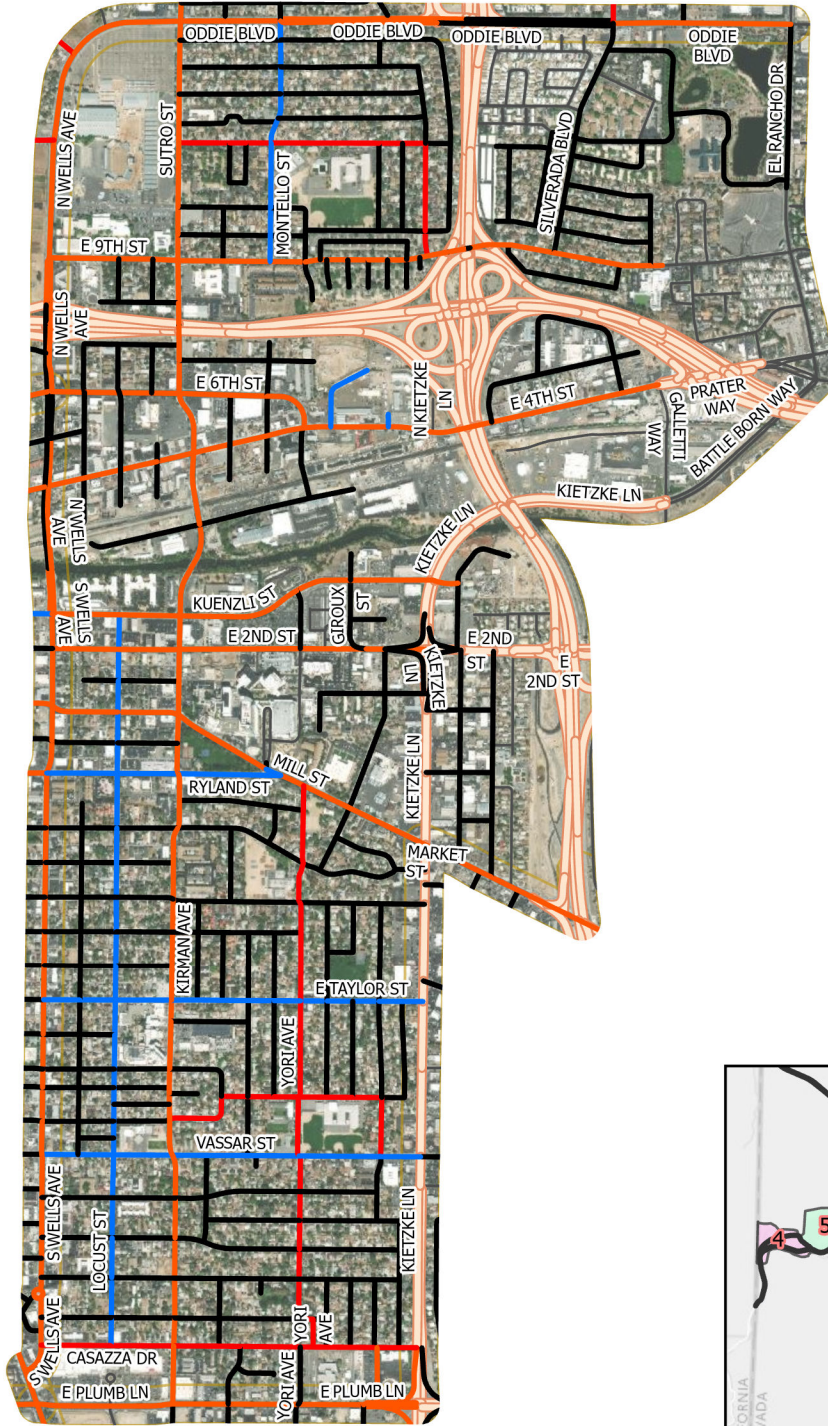 ODDIE BLVD
ODDIE BLVD
ODDIE BLVD
ODDIE
BLVD
N WELLS AVE
SUTRO ST
MONTELLO ST
SILVERADA BLVD
EL RANCHO DR
E 9TH ST
N WELLS
AVE
E 6TH ST
N KIETZKE
LN
E 4TH ST
PRATER
WAY
GALLETTI
WAY
BATTLE BORN WAY
KIETZKE LN
N WELLS
AVE
KIETZKE LN
S WELLS
AVE
KUENZLI ST
GIROUX
ST
E 2ND ST
E 2ND
ST
KIETZKE
LN
E
2ND ST
MILL ST
RYLAND ST
KIETZKE LN
MARKET
ST
KIRMAN AVE
E TAYLOR ST
YORI AVE
VASSAR ST
S WELLS AVE
LOCUST ST
KIETZKE LN
4
5
YORI
AVE
S WELLS AVE
CASAZZA DR
YORI AVE
E PLUMB LN
E PLUMB LN
ORNIA
ADA